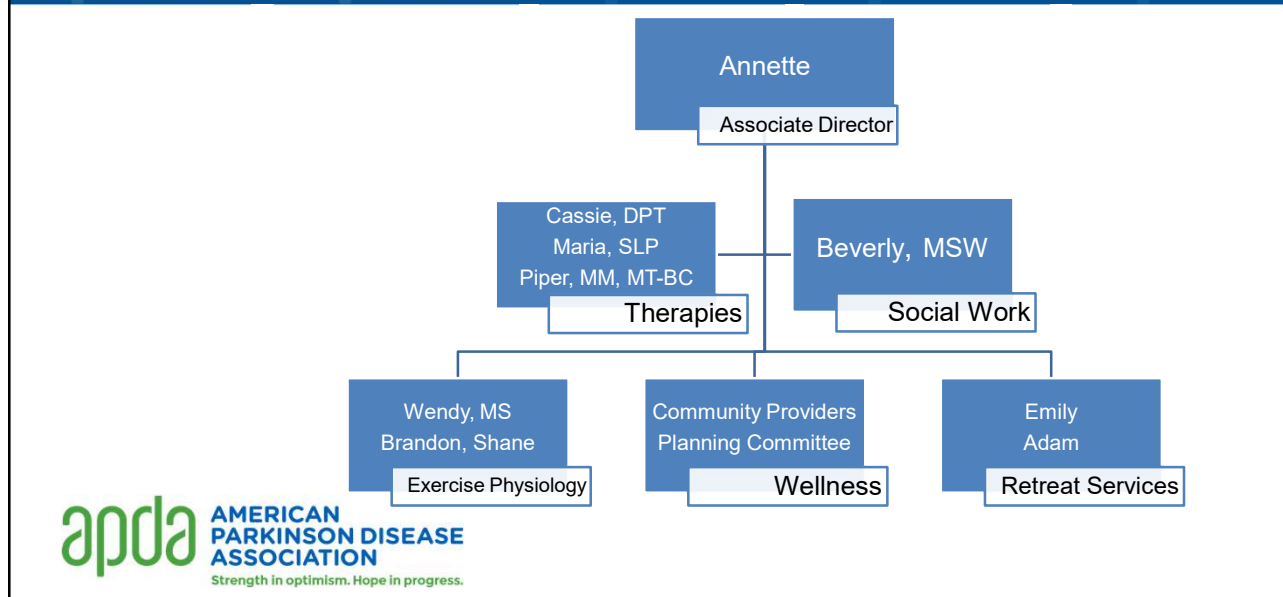 Annette
Associate Director
Cassie, DPT
Maria, SLP
Piper, MM, MT-BC
Therapies
Beverly, MSW
Social Work
Wendy, MS
Brandon, Shane
Exercise Physiology
Community Providers
Planning Committee
Wellness
Emily
Adam
Retreat Services
apda
AMERICAN
PARKINSON DISEASE
ASSOCIATION
Strength in optimism. Hope in progress.